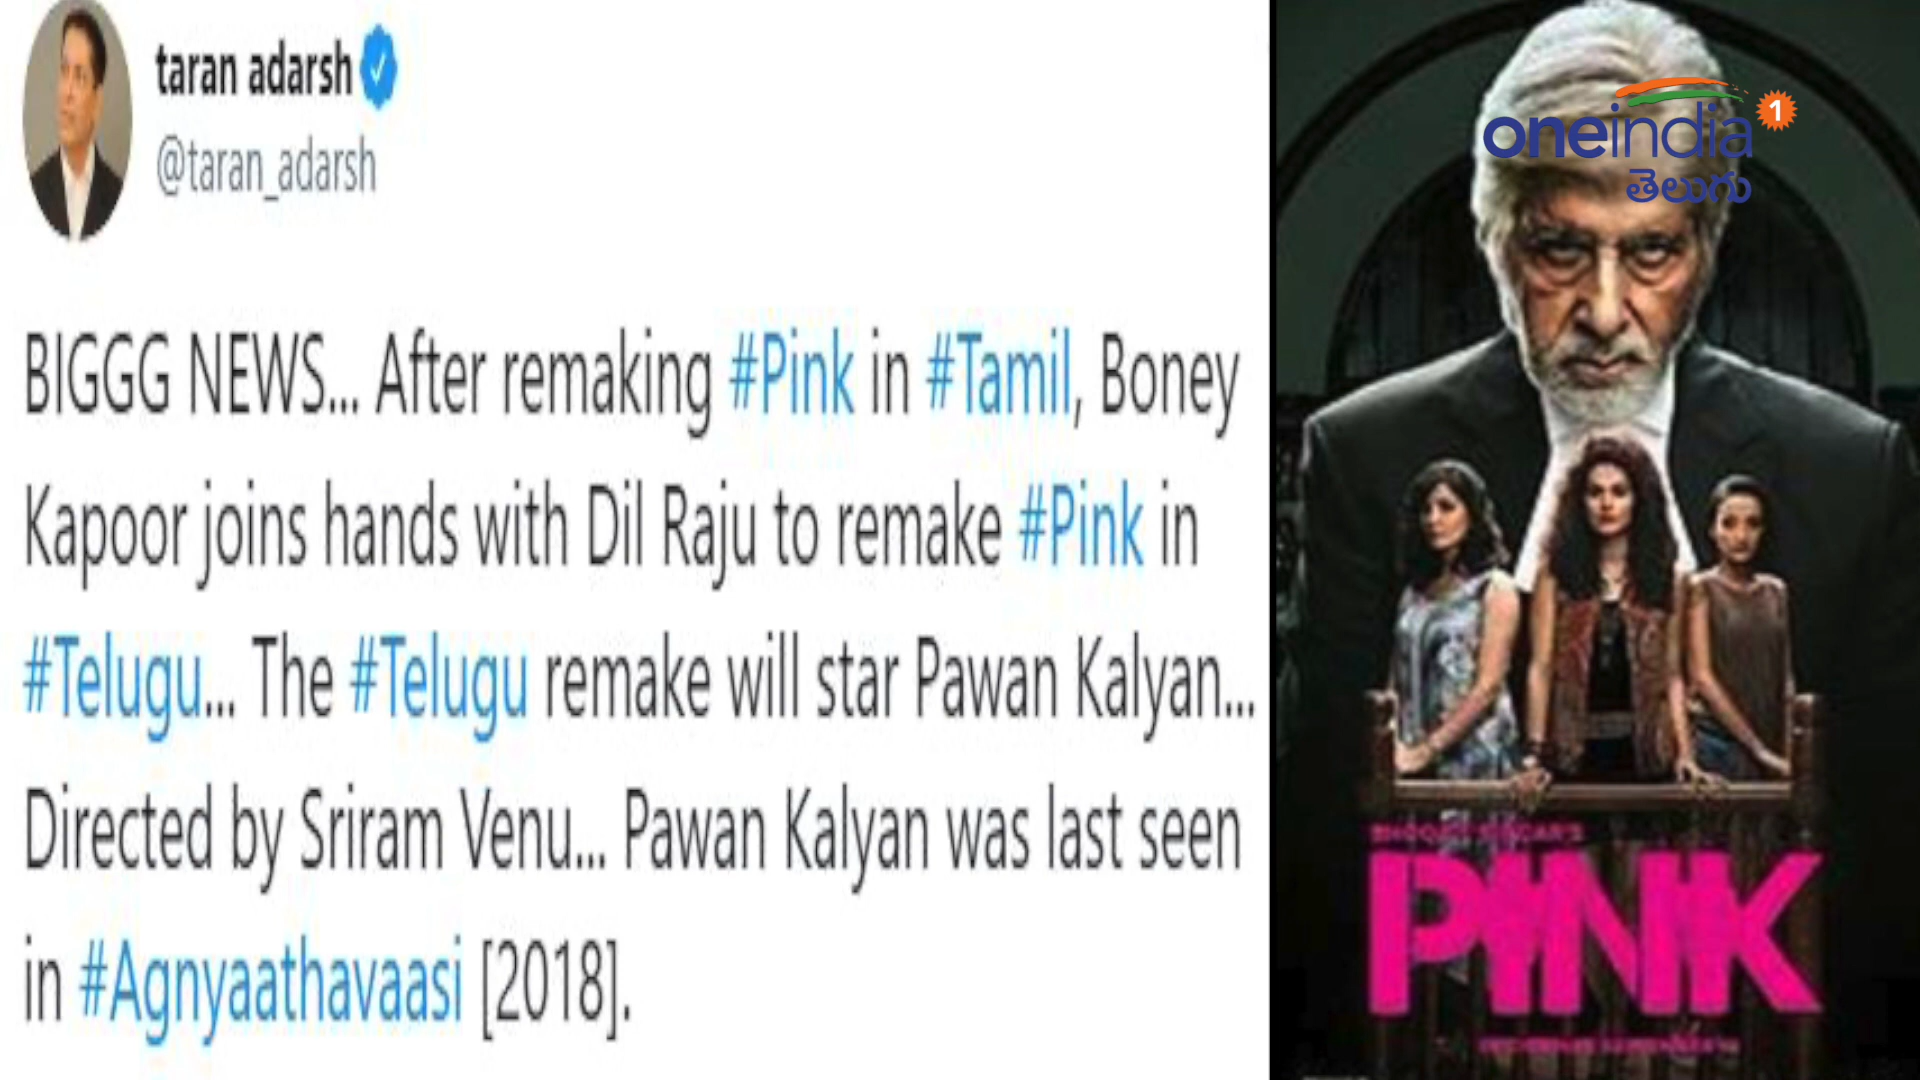 taran adarsh
@taran_adarsh
BIGGG NEWS... After remaking #Pink in #Tamil, Boney
Kapoor joins hands with Dil Raju to remake #Pink in
#Telugu... The #Telugu remake will star Pawan Kalyan...
Directed by Sriram Venu... Pawan Kalyan was last seen
in #Agnyaathavaasi [2018].
oneindia 1
తెలుగు
PINK